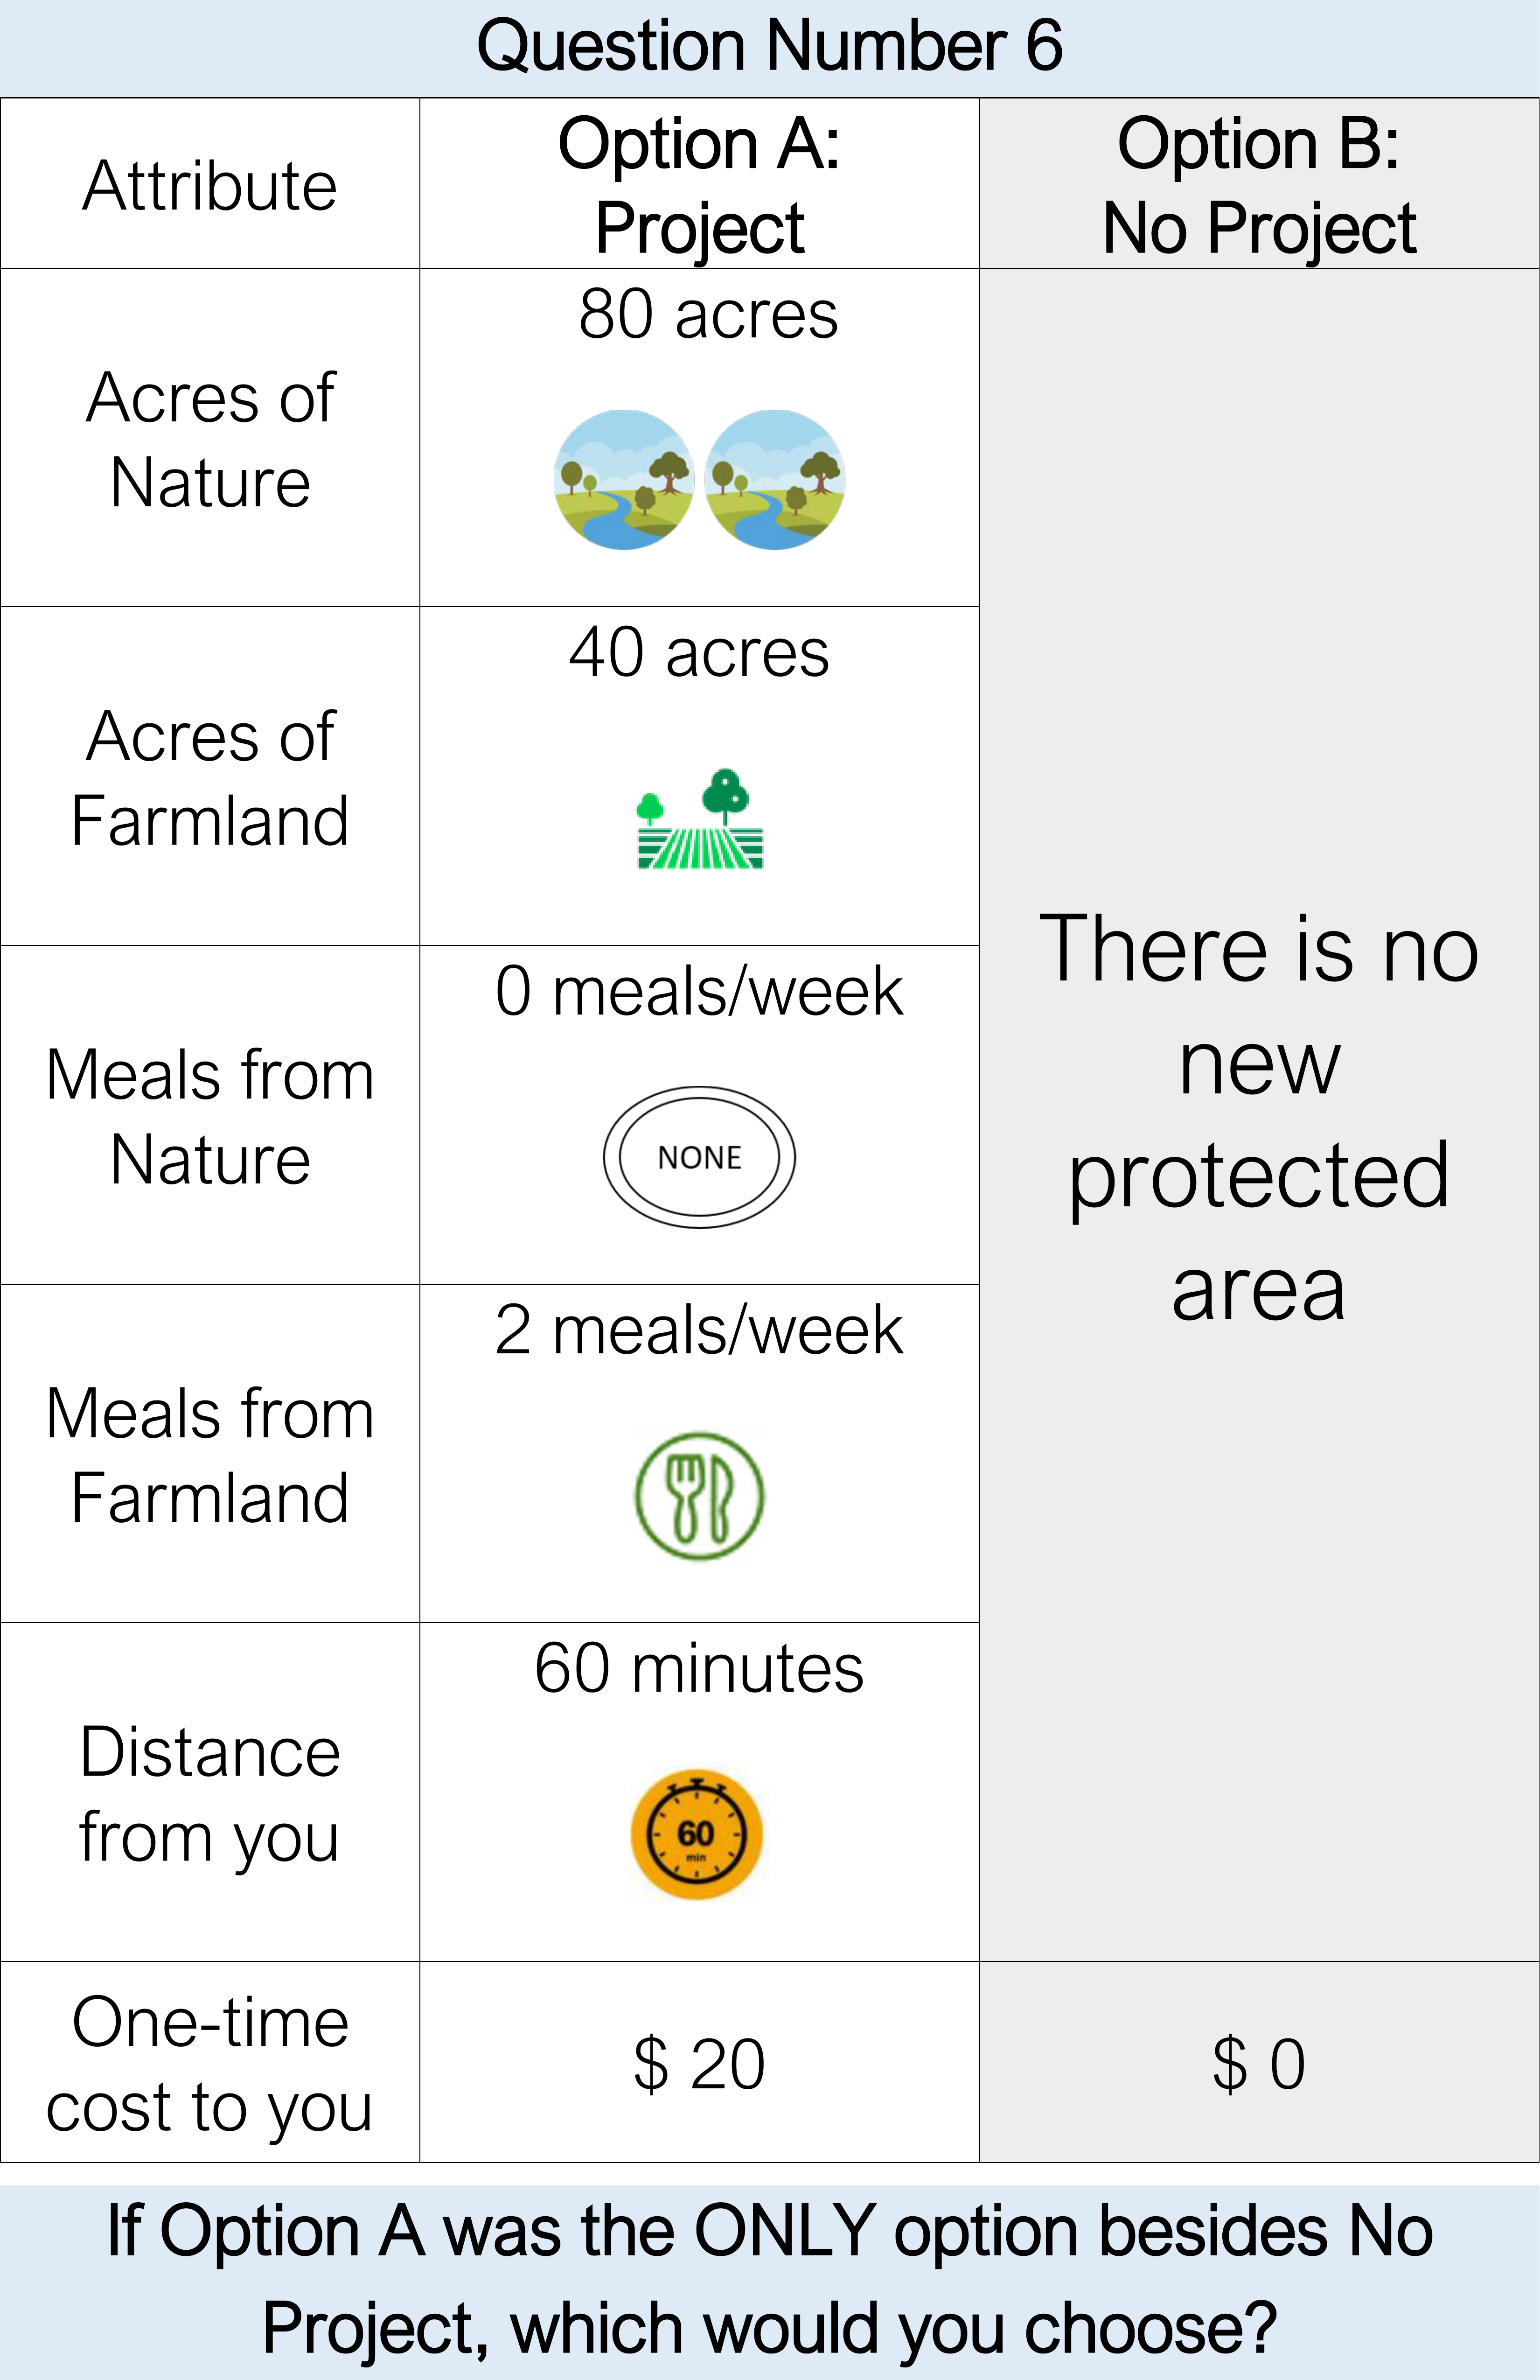 Question Number 6
Attribute
Option A:
Project
Option B:
No Project
Acres of
Nature
80 acres
Acres of
Farmland
40 acres
Meals from
Nature
0 meals/week
NONE
Meals from
Farmland
2 meals/week
Distance
from you
60 minutes
60
min
There is no
new
protected
area
One-time
cost to you
$ 20
$ 0
If Option A was the ONLY option besides No
Project, which would you choose?